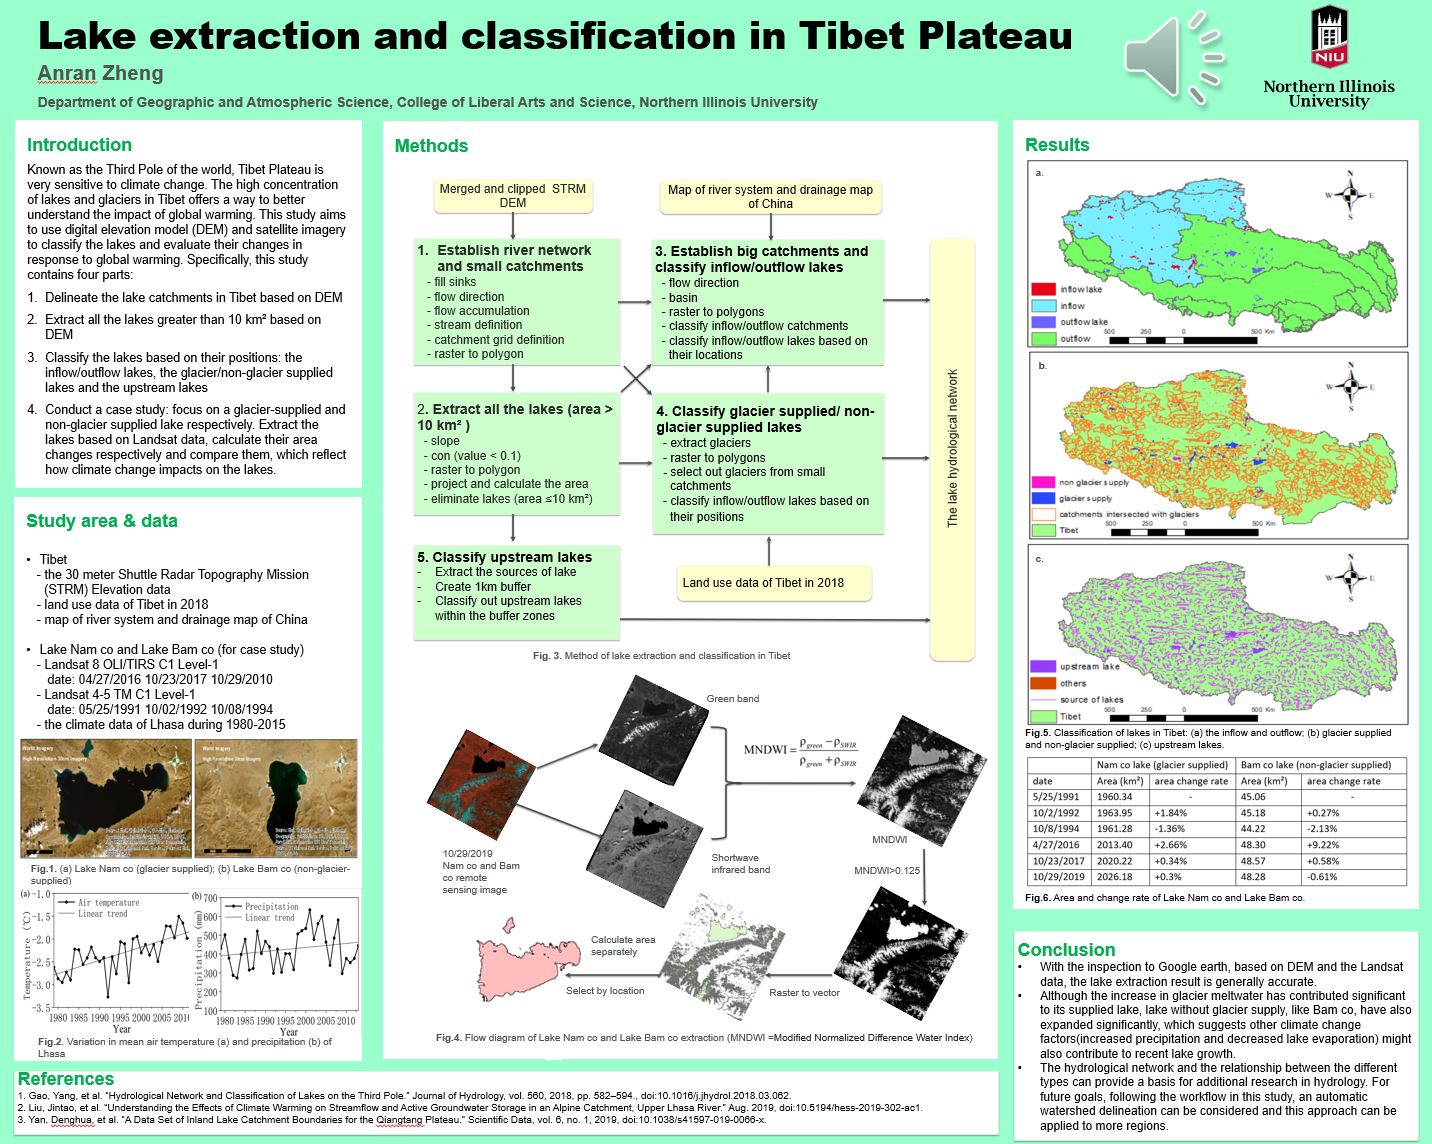 Lake extraction and classification in Tibet Plateau
Anran Zheng
Department of Geographic and Atmospheric Science, College of Liberal Arts and Science, Northern Illinois University
NIU
Northern Illinois
University
Introduction
Known as the Third Pole of the world, Tibet Plateau is
very sensitive to climate change. The high concentration
of lakes and glaciers in Tibet offers a way to better
understand the impact of global warming. This study aims
to use digital elevation model (DEM) and satellite imagery
to classify the lakes and evaluate their changes in
response to global warming. Specifically, this study
contains four parts:
1. Delineate the lake catchments in Tibet based on DEM
2. Extract all the lakes greater than 10 km² based on
DEM
3. Classify the lakes based on their positions: the
inflow/outflow lakes, the glacier/non-glacier supplied
lakes and the upstream lakes
4. Conduct a case study: focus on a glacier-supplied and
non-glacier supplied lake respectively. Extract the
lakes based on Landsat data, calculate their area
changes respectively and compare them, which reflect
how climate change impacts on the lakes.
Study area & data
• Tibet
- the 30 meter Shuttle Radar Topography Mission
(STRM) Elevation data
- land use data of Tibet in 2018
- map of river system and drainage map of China
• Lake Nam co and Lake Bam co (for case study)
- Landsat 8 OLI/TIRS C1 Level-1
date: 04/27/2016 10/23/2017 10/29/2010
- Landsat 4-5 TM C1 Level-1
date: 05/25/1991 10/02/1992 10/08/1994
- the climate data of Lhasa during 1980-2015
World Imagery
High Resolution 30cm Imagery
World Imagery
High Resolution 30cm Imagery
Fig.1. (a) Lake Nam co (glacier supplied); (b) Lake Bam co (non-glacier-
supplied)
(a)
Air temperature
Linear trend
Temperature (℃)
-1.0
-1.5
-2.0
-2.5
-3.0
-3.5
1980 1985 1990 1995 2000 2005
Year
(b)
Precipitation
Linear trend
Precipitation (mm)
700
600
500
400
300
200
100
1980 1985 1990 1995 2000 2005 2010
Year
Fig.2. Variation in mean air temperature (a) and precipitation (b) of
Lhasa
Methods
Merged and clipped STRM
DEM
Map of river system and drainage map
of China
1. Establish river network
and small catchments
- fill sinks
- flow direction
- flow accumulation
- stream definition
- catchment grid definition
- raster to polygon
3. Establish big catchments and
classify inflow/outflow lakes
- flow direction
- basin
- raster to polygons
- classify inflow/outflow catchments
- classify inflow/outflow lakes based on
their locations
2. Extract all the lakes (area >
10 km² )
- slope
- con (value < 0.1)
- raster to polygon
- project and calculate the area
- eliminate lakes (area ≤10 km²)
4. Classify glacier supplied/ non-
glacier supplied lakes
- extract glaciers
- raster to polygons
- select out glaciers from small
catchments
- classify inflow/outflow lakes based on
their positions
5. Classify upstream lakes
- Extract the sources of lake
- Create 1km buffer
- Classify out upstream lakes
within the buffer zones
Land use data of Tibet in 2018
The lake hydrological network
Fig. 3. Method of lake extraction and classification in Tibet
Green band
MNDWI = (ρgreen − ρSWIR) / (ρgreen + ρSWIR)
10/29/2019
Nam co and Bam
co remote
sensing image
Shortwave
infrared band
MNDWI
MNDWI>0.125
Calculate area
separately
Select by location
Raster to vector
Fig.4. Flow diagram of Lake Nam co and Lake Bam co extraction (MNDWI =Modified Normalized Difference Water Index)
Results
a.
N
W E
S
inflow lake
inflow
outflow lake
outflow
500 250 0 500 Km
b.
N
W E
S
non glacier supply
glacier supply
catchments intersected with glaciers
Tibet
500 250 0 500 Km
c.
N
W E
S
upstream lake
others
source of lakes
Tibet
500 250 0 500 Km
Fig.5. Classification of lakes in Tibet: (a) the inflow and outflow; (b) glacier supplied
and non-glacier supplied; (c) upstream lakes.
Nam co lake (glacier supplied) Bam co lake (non-glacier supplied)
date Area (km²) area change rate Area (km²) area change rate
5/25/1991 1960.34 - 45.06 -
10/2/1992 1963.95 +1.84% 45.18 +0.27%
10/8/1994 1961.28 -1.36% 44.22 -2.13%
4/27/2016 2013.40 +2.66% 48.30 +9.22%
10/23/2017 2020.22 +0.34% 48.57 +0.58%
10/29/2019 2026.18 +0.3% 48.28 -0.61%
Fig.6. Area and change rate of Lake Nam co and Lake Bam co.
Conclusion
• With the inspection to Google earth, based on DEM and the Landsat
data, the lake extraction result is generally accurate.
• Although the increase in glacier meltwater has contributed significant
to its supplied lake, lake without glacier supply, like Bam co, have also
expanded significantly, which suggests other climate change
factors(increased precipitation and decreased lake evaporation) might
also contribute to recent lake growth.
• The hydrological network and the relationship between the different
types can provide a basis for additional research in hydrology. For
future goals, following the workflow in this study, an automatic
watershed delineation can be considered and this approach can be
applied to more regions.
References
1. Gao, Yang, et al. "Hydrological Network and Classification of Lakes on the Third Pole." Journal of Hydrology, vol. 560, 2018, pp. 582–594., doi:10.1016/j.jhydrol.2018.03.062.
2. Liu, Jintao, et al. "Understanding the Effects of Climate Warming on Streamflow and Active Groundwater Storage in an Alpine Catchment, Upper Lhasa River." Aug. 2019, doi:10.5194/hess-2019-302-ac1.
3. Yan, Denghua, et al. "A Data Set of Inland Lake Catchment Boundaries for the Qiangtang Plateau." Scientific Data, vol. 6, no. 1, 2019, doi:10.1038/s41597-019-0066-x.